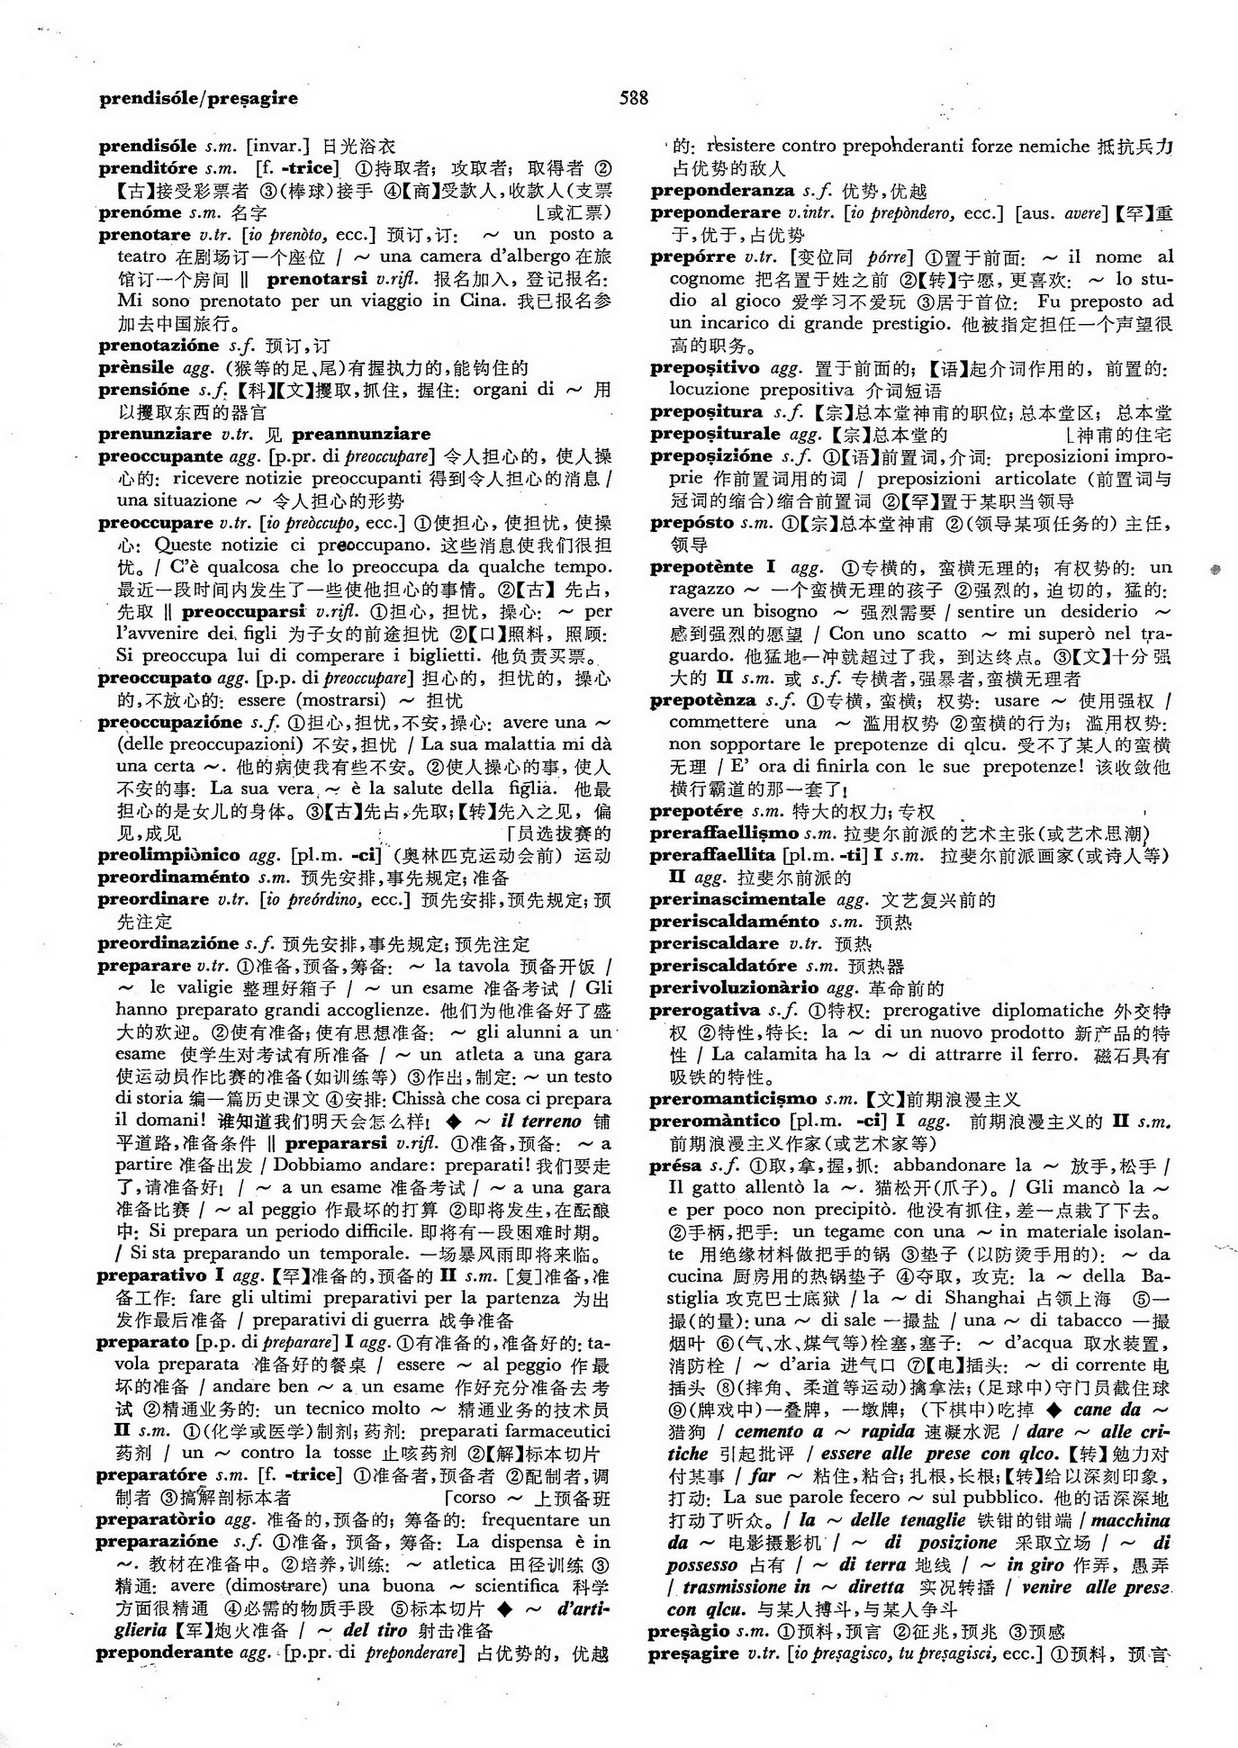 prendisóle/preṣagire
588
prendisóle s.m. [invar.] 日光浴衣
prenditóre s.m. [f. -trice] ①持取者；攻取者；取得者 ②
【古】接受彩票者 ③(棒球)接手 ④【商】受款人,收款人(支票
prenóme s.m. 名字 ⌊或汇票)
prenotare v.tr. [io prenòto, ecc.] 预订,订： ～ un posto a
teatro 在剧场订一个座位 / ～ una camera d'albergo 在旅
馆订一个房间 ‖ prenotarsi v.rifl. 报名加入，登记报名：
Mi sono prenotato per un viaggio in Cina. 我已报名参
加去中国旅行。
prenotazióne s.f. 预订,订
prènsile agg. (猴等的足、尾)有握执力的,能钩住的
prensióne s.f. 【科】【文】攫取,抓住，握住： organi di ～ 用
以攫取东西的器官
prenunziare v.tr. 见 preannunziare
preoccupante agg. [p.pr. di preoccupare] 令人担心的，使人操
心的： ricevere notizie preoccupanti 得到令人担心的消息 /
una situazione ～ 令人担心的形势
preoccupare v.tr. [io preòccupo, ecc.] ①使担心，使担忧，使操
心： Queste notizie ci preoccupano. 这些消息使我们很担
忧。/ C'è qualcosa che lo preoccupa da qualche tempo.
最近一段时间内发生了一些使他担心的事情。②【古】先占，
先取 ‖ preoccuparsi v.rifl. ①担心，担忧，操心： ～ per
l'avvenire dei figli 为子女的前途担忧 ②【口】照料，照顾：
Si preoccupa lui di comperare i biglietti. 他负责买票。
preoccupato agg. [p.p. di preoccupare] 担心的，担忧的，操心
的,不放心的： essere (mostrarsi) ～ 担忧
preoccupazióne s.f. ①担心,担忧,不安,操心： avere una ～
(delle preoccupazioni) 不安,担忧 / La sua malattia mi dà
una certa ～. 他的病使我有些不安。②使人操心的事，使人
不安的事： La sua vera ～ è la salute della figlia. 他最
担心的是女儿的身体。③【古】先占,先取；【转】先入之见，偏
见,成见 ⌈员选拔赛的
preolimpiònico agg. [pl.m. -ci] (奥林匹克运动会前) 运动
preordinaménto s.m. 预先安排,事先规定；准备
preordinare v.tr. [io preórdino, ecc.] 预先安排,预先规定；预
先注定
preordinazióne s.f. 预先安排,事先规定；预先注定
preparare v.tr. ①准备,预备,筹备： ～ la tavola 预备开饭 /
～ le valigie 整理好箱子 / ～ un esame 准备考试 / Gli
hanno preparato grandi accoglienze. 他们为他准备好了盛
大的欢迎。②使有准备；使有思想准备： ～ gli alunni a un
esame 使学生对考试有所准备 / ～ un atleta a una gara
使运动员作比赛的准备(如训练等) ③作出,制定：～ un testo
di storia 编一篇历史课文 ④安排：Chissà che cosa ci prepara
il domani! 谁知道我们明天会怎么样! ◆ ～ il terreno 铺
平道路,准备条件 ‖ prepararsi v.rifl. ①准备,预备： ～ a
partire 准备出发 / Dobbiamo andare: preparati! 我们要走
了,请准备好! / ～ a un esame 准备考试 / ～ a una gara
准备比赛 / ～ al peggio 作最坏的打算 ②即将发生,在酝酿
中： Si prepara un periodo difficile. 即将有一段困难时期。
/ Si sta preparando un temporale. 一场暴风雨即将来临。
preparativo I agg. 【罕】准备的,预备的 II s.m. [复]准备,准
备工作： fare gli ultimi preparativi per la partenza 为出
发作最后准备 / preparativi di guerra 战争准备
preparato [p.p. di preparare] I agg. ①有准备的,准备好的：ta-
vola preparata 准备好的餐桌 / essere ～ al peggio 作最
坏的准备 / andare ben ～ a un esame 作好充分准备去考
试 ②精通业务的： un tecnico molto ～ 精通业务的技术员
II s.m. ①(化学或医学)制剂；药剂： preparati farmaceutici
药剂 / un ～ contro la tosse 止咳药剂 ②【解】标本切片
preparatóre s.m. [f. -trice] ①准备者,预备者 ②配制者,调
制者 ③搞解剖标本者 ⌈corso ～ 上预备班
preparatòrio agg. 准备的,预备的；筹备的： frequentare un
preparazióne s.f. ①准备，预备，筹备： La dispensa è in
～. 教材在准备中。②培养,训练： ～ atletica 田径训练 ③
精通： avere (dimostrare) una buona ～ scientifica 科学
方面很精通 ④必需的物质手段 ⑤标本切片 ◆ ～ d'arti-
glieria 【军】炮火准备 / ～ del tiro 射击准备
preponderante agg. [p.pr. di preponderare] 占优势的，优越
的： resistere contro preponderanti forze nemiche 抵抗兵力
占优势的敌人
preponderanza s.f. 优势,优越
preponderare v.intr. [io prepòndero, ecc.] [aus. avere]【罕】重
于,优于,占优势
prepórre v.tr. [变位同 pórre] ①置于前面： ～ il nome al
cognome 把名置于姓之前 ②【转】宁愿,更喜欢： ～ lo stu-
dio al gioco 爱学习不爱玩 ③居于首位： Fu preposto ad
un incarico di grande prestigio. 他被指定担任一个声望很
高的职务。
prepoṣitivo agg. 置于前面的；【语】起介词作用的，前置的：
locuzione prepositiva 介词短语
prepoṣitura s.f. 【宗】总本堂神甫的职位；总本堂区； 总本堂
prepoṣiturale agg. 【宗】总本堂的 ⌊神甫的住宅
prepoṣizióne s.f. ①【语】前置词,介词： preposizioni impro-
prie 作前置词用的词 / preposizioni articolate (前置词与
冠词的缩合)缩合前置词 ②【罕】置于某职当领导
prepósto s.m. ①【宗】总本堂神甫 ②(领导某项任务的) 主任，
领导
prepotènte I agg. ①专横的，蛮横无理的；有权势的： un
ragazzo ～ 一个蛮横无理的孩子 ②强烈的，迫切的，猛的：
avere un bisogno ～ 强烈需要 / sentire un desiderio ～
感到强烈的愿望 / Con uno scatto ～ mi superò nel tra-
guardo. 他猛地一冲就超过了我，到达终点。③【文】十分强
大的 II s.m. 或 s.f. 专横者,强暴者,蛮横无理者
prepotènza s.f. ①专横，蛮横；权势： usare ～ 使用强权 /
commettere una ～ 滥用权势 ②蛮横的行为；滥用权势：
non sopportare le prepotenze di qlcu. 受不了某人的蛮横
无理 / E' ora di finirla con le sue prepotenze! 该收敛他
横行霸道的那一套了!
prepotére s.m. 特大的权力；专权
preraffaelliṣmo s.m. 拉斐尔前派的艺术主张(或艺术思潮)
preraffaellita [pl.m. -ti] I s.m. 拉斐尔前派画家(或诗人等)
II agg. 拉斐尔前派的
prerinascimentale agg. 文艺复兴前的
preriscaldaménto s.m. 预热
preriscaldare v.tr. 预热
preriscaldatóre s.m. 预热器
prerivoluzionàrio agg. 革命前的
prerogativa s.f. ①特权： prerogative diplomatiche 外交特
权 ②特性,特长： la ～ di un nuovo prodotto 新产品的特
性 / La calamita ha la ～ di attrarre il ferro. 磁石具有
吸铁的特性。
preromanticiṣmo s.m. 【文】前期浪漫主义
preromàntico [pl.m. -ci] I agg. 前期浪漫主义的 II s.m.
前期浪漫主义作家(或艺术家等)
présa s.f. ①取,拿,握,抓： abbandonare la ～ 放手,松手 /
Il gatto allentò la ～. 猫松开(爪子)。/ Gli mancò la ～
e per poco non precipitò. 他没有抓住,差一点栽了下去。
②手柄,把手： un tegame con una ～ in materiale isolan-
te 用绝缘材料做把手的锅 ③垫子 (以防烫手用的)： ～ da
cucina 厨房用的热锅垫子 ④夺取，攻克： la ～ della Ba-
stiglia 攻克巴士底狱 / la ～ di Shanghai 占领上海 ⑤一
撮(的量)：una ～ di sale 一撮盐 / una ～ di tabacco 一撮
烟叶 ⑥(气、水、煤气等)栓塞,塞子： ～ d'acqua 取水装置，
消防栓 / ～ d'aria 进气口 ⑦【电】插头： ～ di corrente 电
插头 ⑧(摔角、柔道等运动)擒拿法；(足球中)守门员截住球
⑨(牌戏中)一叠牌，一墩牌；(下棋中)吃掉 ◆ cane da ～
猎狗 / cemento a ～ rapida 速凝水泥 / dare ～ alle cri-
tiche 引起批评 / essere alle prese con qlco. 【转】勉力对
付某事 / far ～ 粘住,粘合；扎根,长根；【转】给以深刻印象，
打动： La sue parole fecero ～ sul pubblico. 他的话深深地
打动了听众。/ la ～ delle tenaglie 铁钳的钳端 / macchina
da ～ 电影摄影机 / ～ di posizione 采取立场 / ～ di
possesso 占有 / ～ di terra 地线 / ～ in giro 作弄，愚弄
/ trasmissione in ～ diretta 实况转播 / venire alle prese
con qlcu. 与某人搏斗,与某人争斗
preṣàgio s.m. ①预料,预言 ②征兆,预兆 ③预感
preṣagire v.tr. [io preṣagisco, tu preṣagisci, ecc.] ①预料，预言